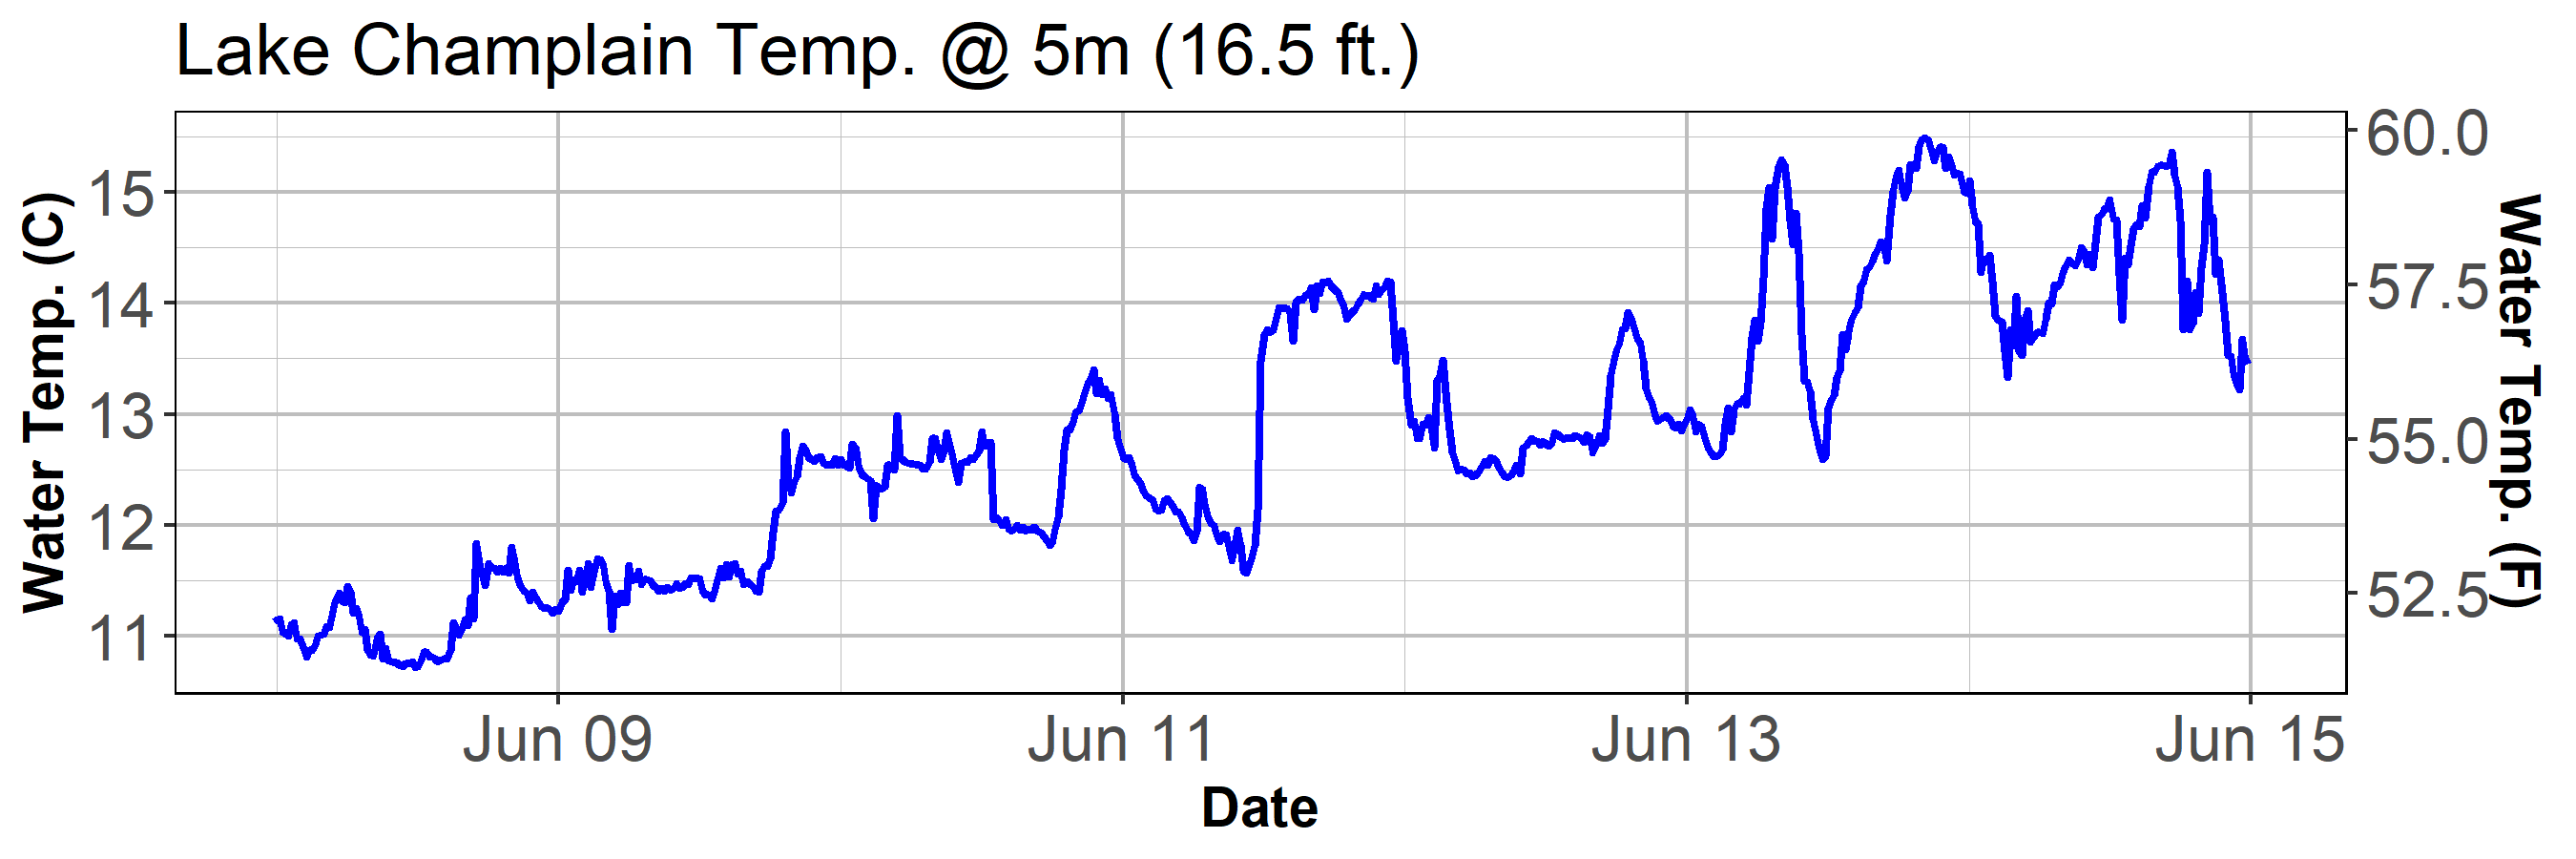 Lake Champlain Temp. @ 5m (16.5 ft.)
Water Temp. (C)
15
14
13
12
11
60.0
57.5
55.0
52.5
Water Temp. (F)
Jun 09
Jun 11
Jun 13
Jun 15
Date